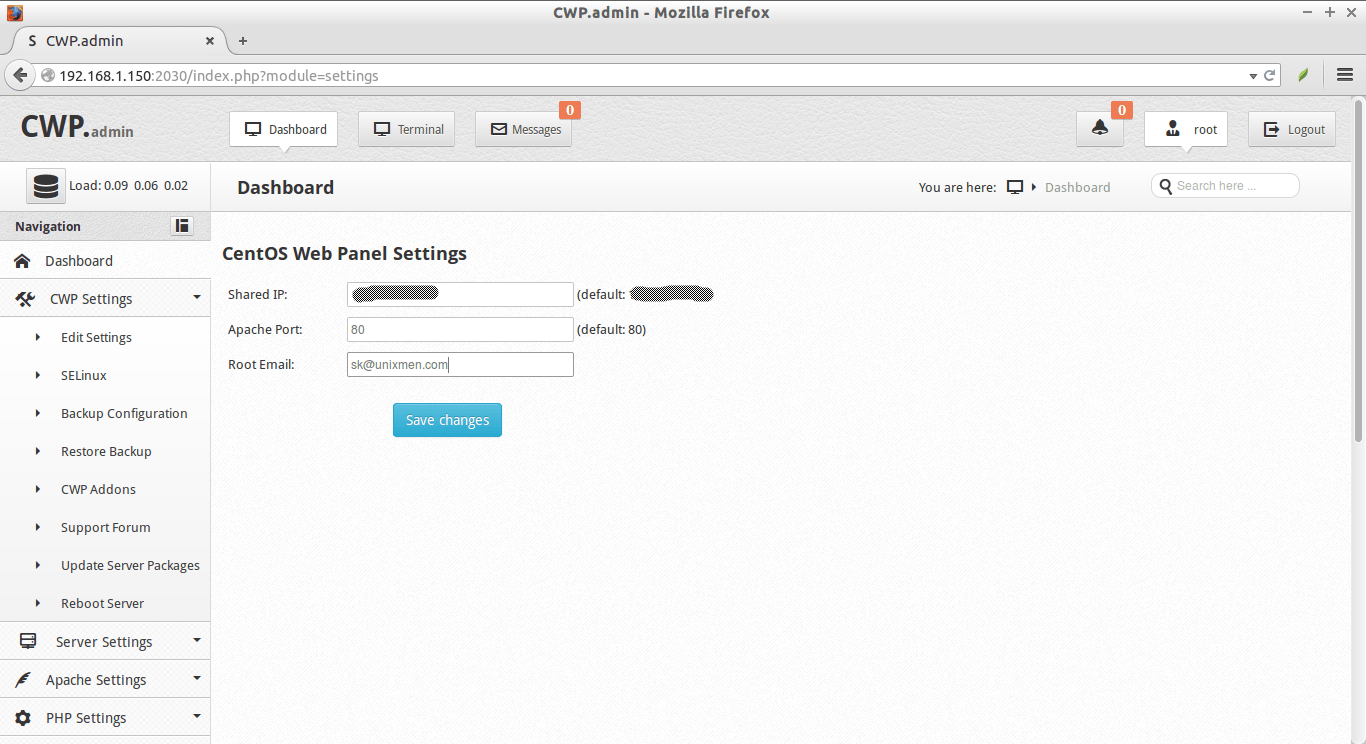 CWP.admin - Mozilla Firefox
S CWP.admin
192.168.1.150:2030/index.php?module=settings
CWP.admin
Dashboard
Terminal
Messages
0
0
root
Logout
Load: 0.09 0.06 0.02
Dashboard
You are here:
Dashboard
Search here ...
Navigation
Dashboard
CWP Settings
Edit Settings
SELinux
Backup Configuration
Restore Backup
CWP Addons
Support Forum
Update Server Packages
Reboot Server
Server Settings
Apache Settings
PHP Settings
CentOS Web Panel Settings
Shared IP:
(default:
Apache Port:
80
(default: 80)
Root Email:
sk@unixmen.com
Save changes